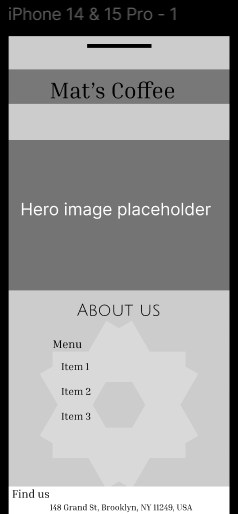 iPhone 14 & 15 Pro - 1
Mat's Coffee
Hero image placeholder
About us
Menu
Item 1
Item 2
Item 3
Find us
148 Grand St, Brooklyn, NY 11249, USA